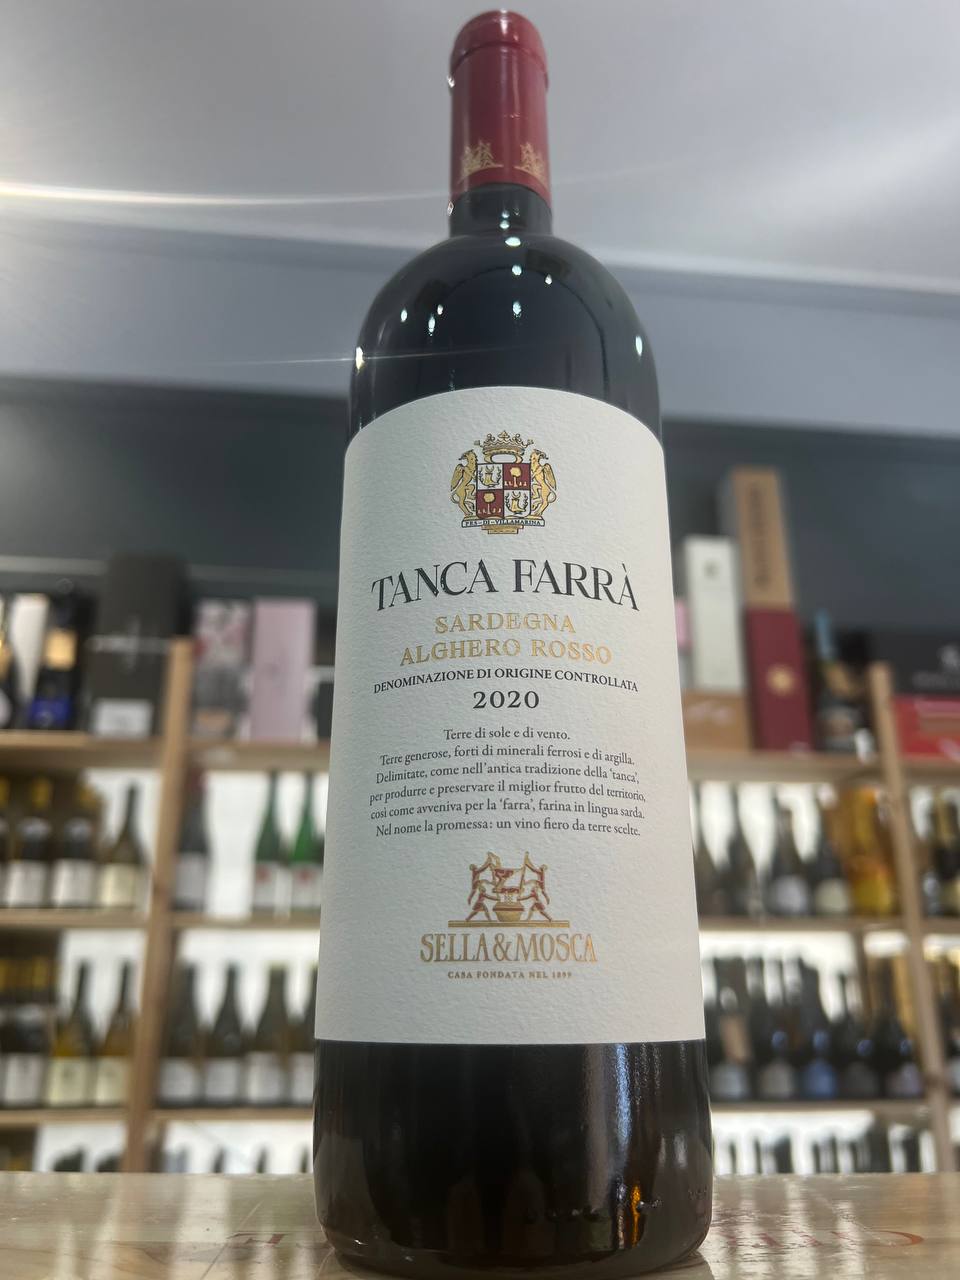 PES-DI-VILLAMARINA
TANCA FARRÀ
SARDEGNA
ALGHERO ROSSO
DENOMINAZIONE DI ORIGINE CONTROLLATA
2020
Terre di sole e di vento.
Terre generose, forti di minerali ferrosi e di argilla.
Delimitate, come nell'antica tradizione della 'tanca',
per produrre e preservare il miglior frutto del territorio,
così come avveniva per la 'farra', farina in lingua sarda.
Nel nome la promessa: un vino fiero da terre scelte.
SELLA&MOSCA
CASA FONDATA NEL 1899